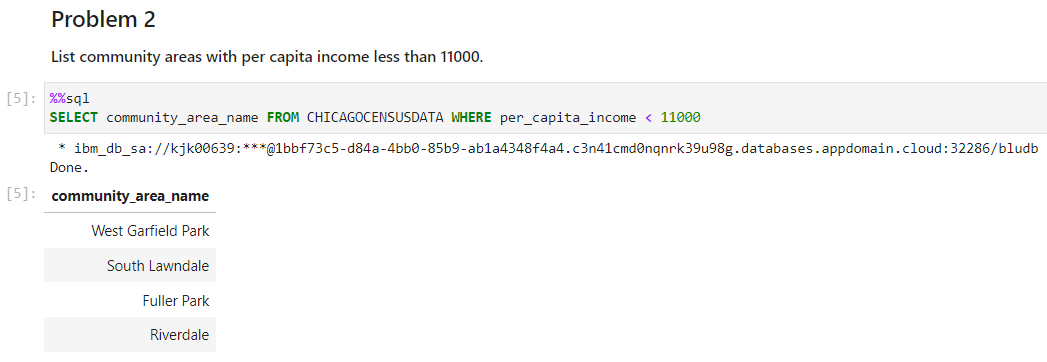 Problem 2
List community areas with per capita income less than 11000.
[5]: %%sql
SELECT community_area_name FROM CHICAGOCENSUSDATA WHERE per_capita_income < 11000
* ibm_db_sa://kjk00639:***@1bbf73c5-d84a-4bb0-85b9-ab1a4348f4a4.c3n41cmd0nqnrk39u98g.databases.appdomain.cloud:32286/bludb
Done.
[5]: community_area_name
West Garfield Park
South Lawndale
Fuller Park
Riverdale